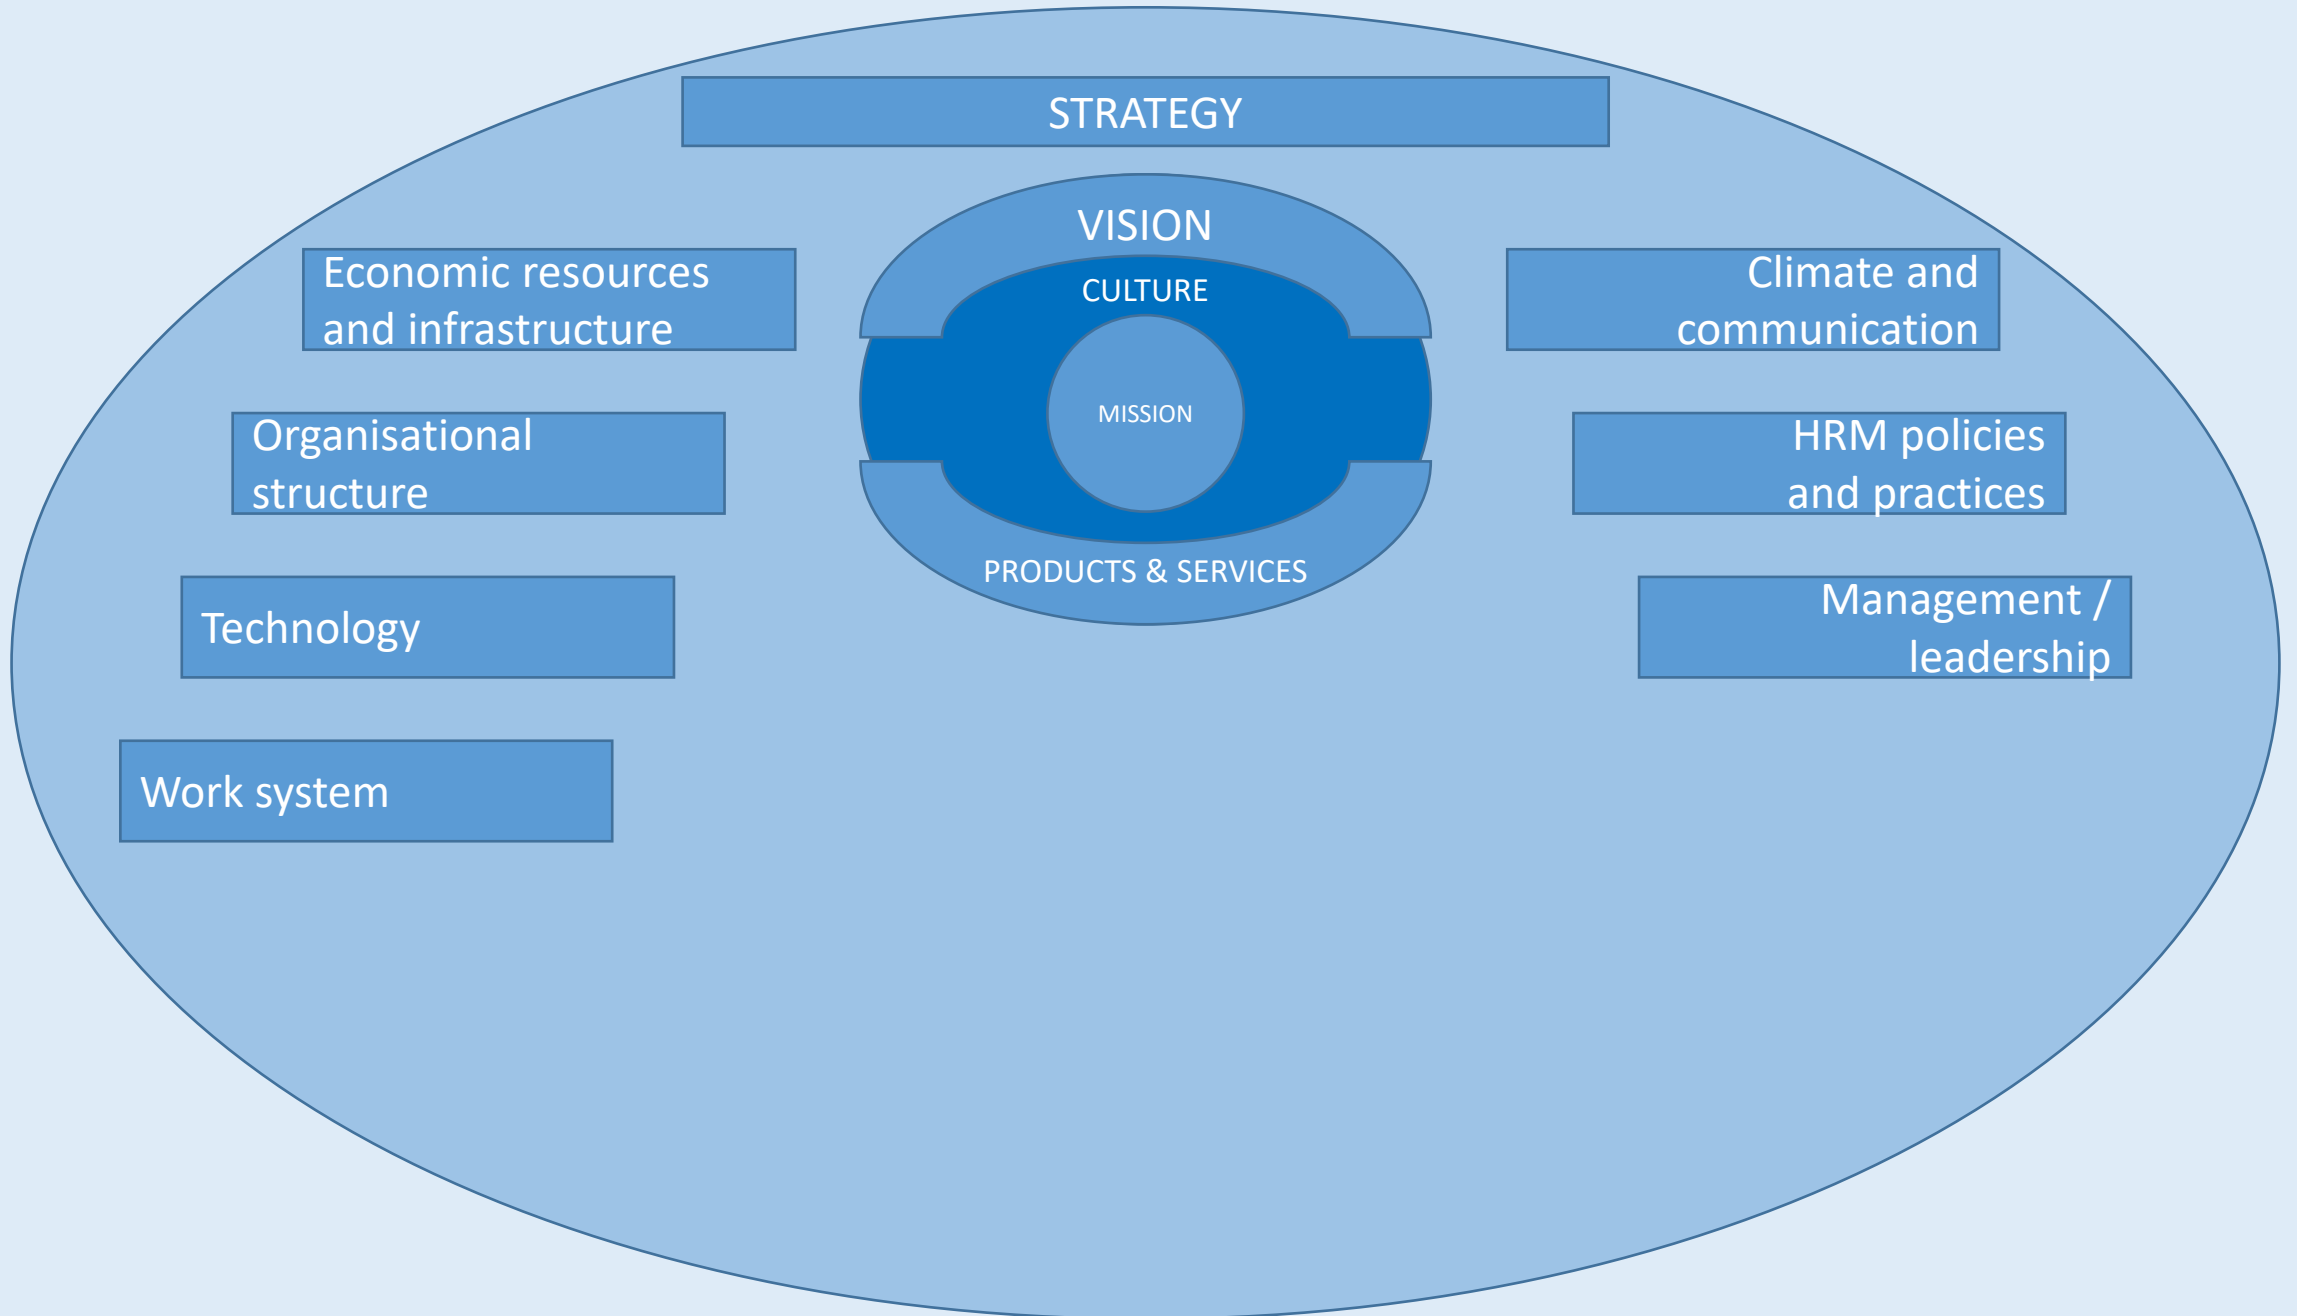 STRATEGY
VISION
CULTURE
MISSION
PRODUCTS & SERVICES
Economic resources
and infrastructure
Organisational
structure
Technology
Work system
Climate and
communication
HRM policies
and practices
Management /
leadership